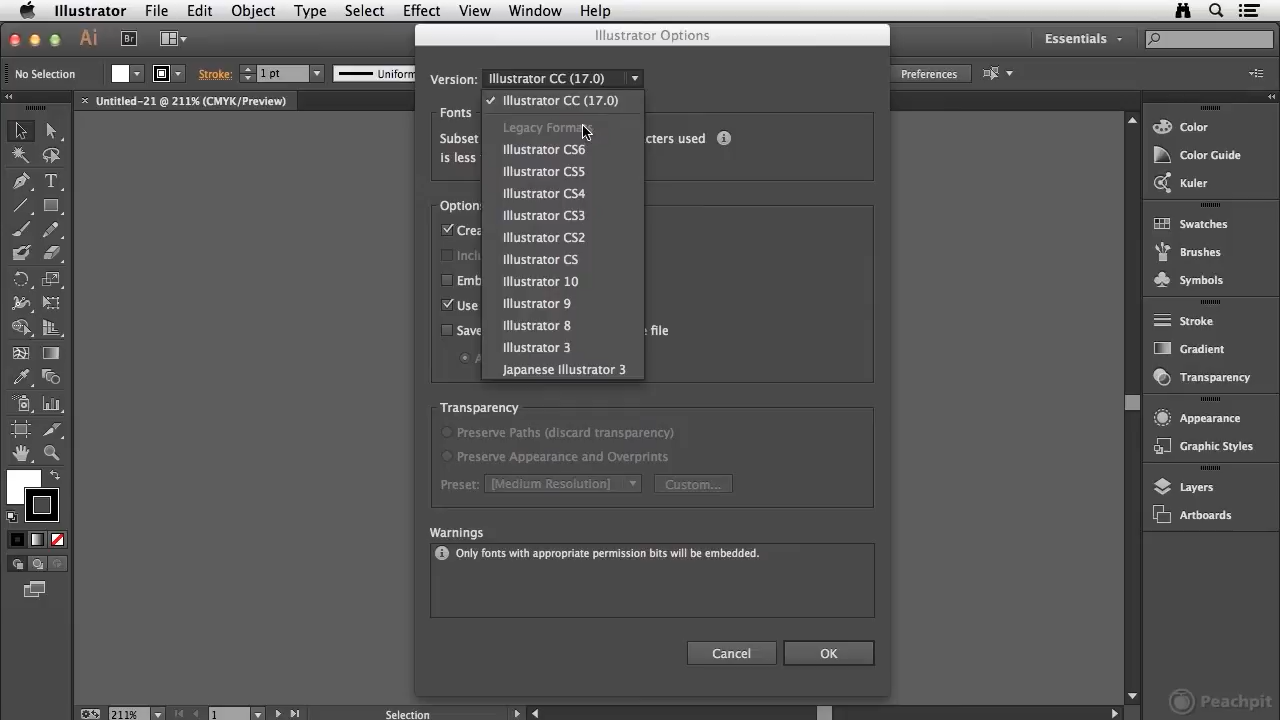 Illustrator File Edit Object Type Select Effect View Window Help
Illustrator Options
Ai Br Essentials
No Selection Stroke: 1 pt Uniform Preferences
Untitled-21 @ 211% (CMYK/Preview)
Version: Illustrator CC (17.0)
Illustrator CC (17.0)
Legacy Formats
Illustrator CS6
Illustrator CS5
Illustrator CS4
Illustrator CS3
Illustrator CS2
Illustrator CS
Illustrator 10
Illustrator 9
Illustrator 8
Illustrator 3
Japanese Illustrator 3
Fonts
Subset cters used
is less
Options
Crea
Inclu
Emb
Use
Save e file
A
Transparency
Preserve Paths (discard transparency)
Preserve Appearance and Overprints
Preset: [Medium Resolution] Custom...
Warnings
Only fonts with appropriate permission bits will be embedded.
Cancel OK
Color
Color Guide
Kuler
Swatches
Brushes
Symbols
Stroke
Gradient
Transparency
Appearance
Graphic Styles
Layers
Artboards
211% 1 Selection
Peachpit